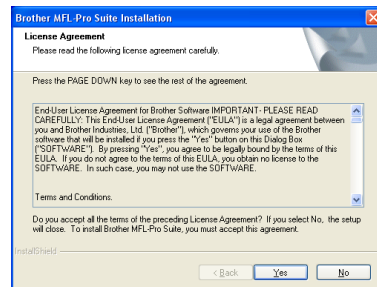 Brother MFL-Pro Suite Installation
License Agreement
Please read the following license agreement carefully.
Press the PAGE DOWN key to see the rest of the agreement.
End-User License Agreement for Brother Software IMPORTANT- PLEASE READ
CAREFULLY: This End-User License Agreement ("EULA") is a legal agreement between
you and Brother Industries, Ltd. ("Brother"), which governs your use of the Brother
software that will be installed if you press the "Yes" button on this Dialog Box
("SOFTWARE"). By pressing "Yes", you agree to be legally bound by the terms of this
EULA. If you do not agree to the terms of this EULA, you obtain no license to the
SOFTWARE. In such case, you may not use the SOFTWARE.
Terms and Conditions.
Do you accept all the terms of the preceding License Agreement? If you select No, the setup
will close. To install Brother MFL-Pro Suite, you must accept this agreement.
InstallShield
< Back Yes No